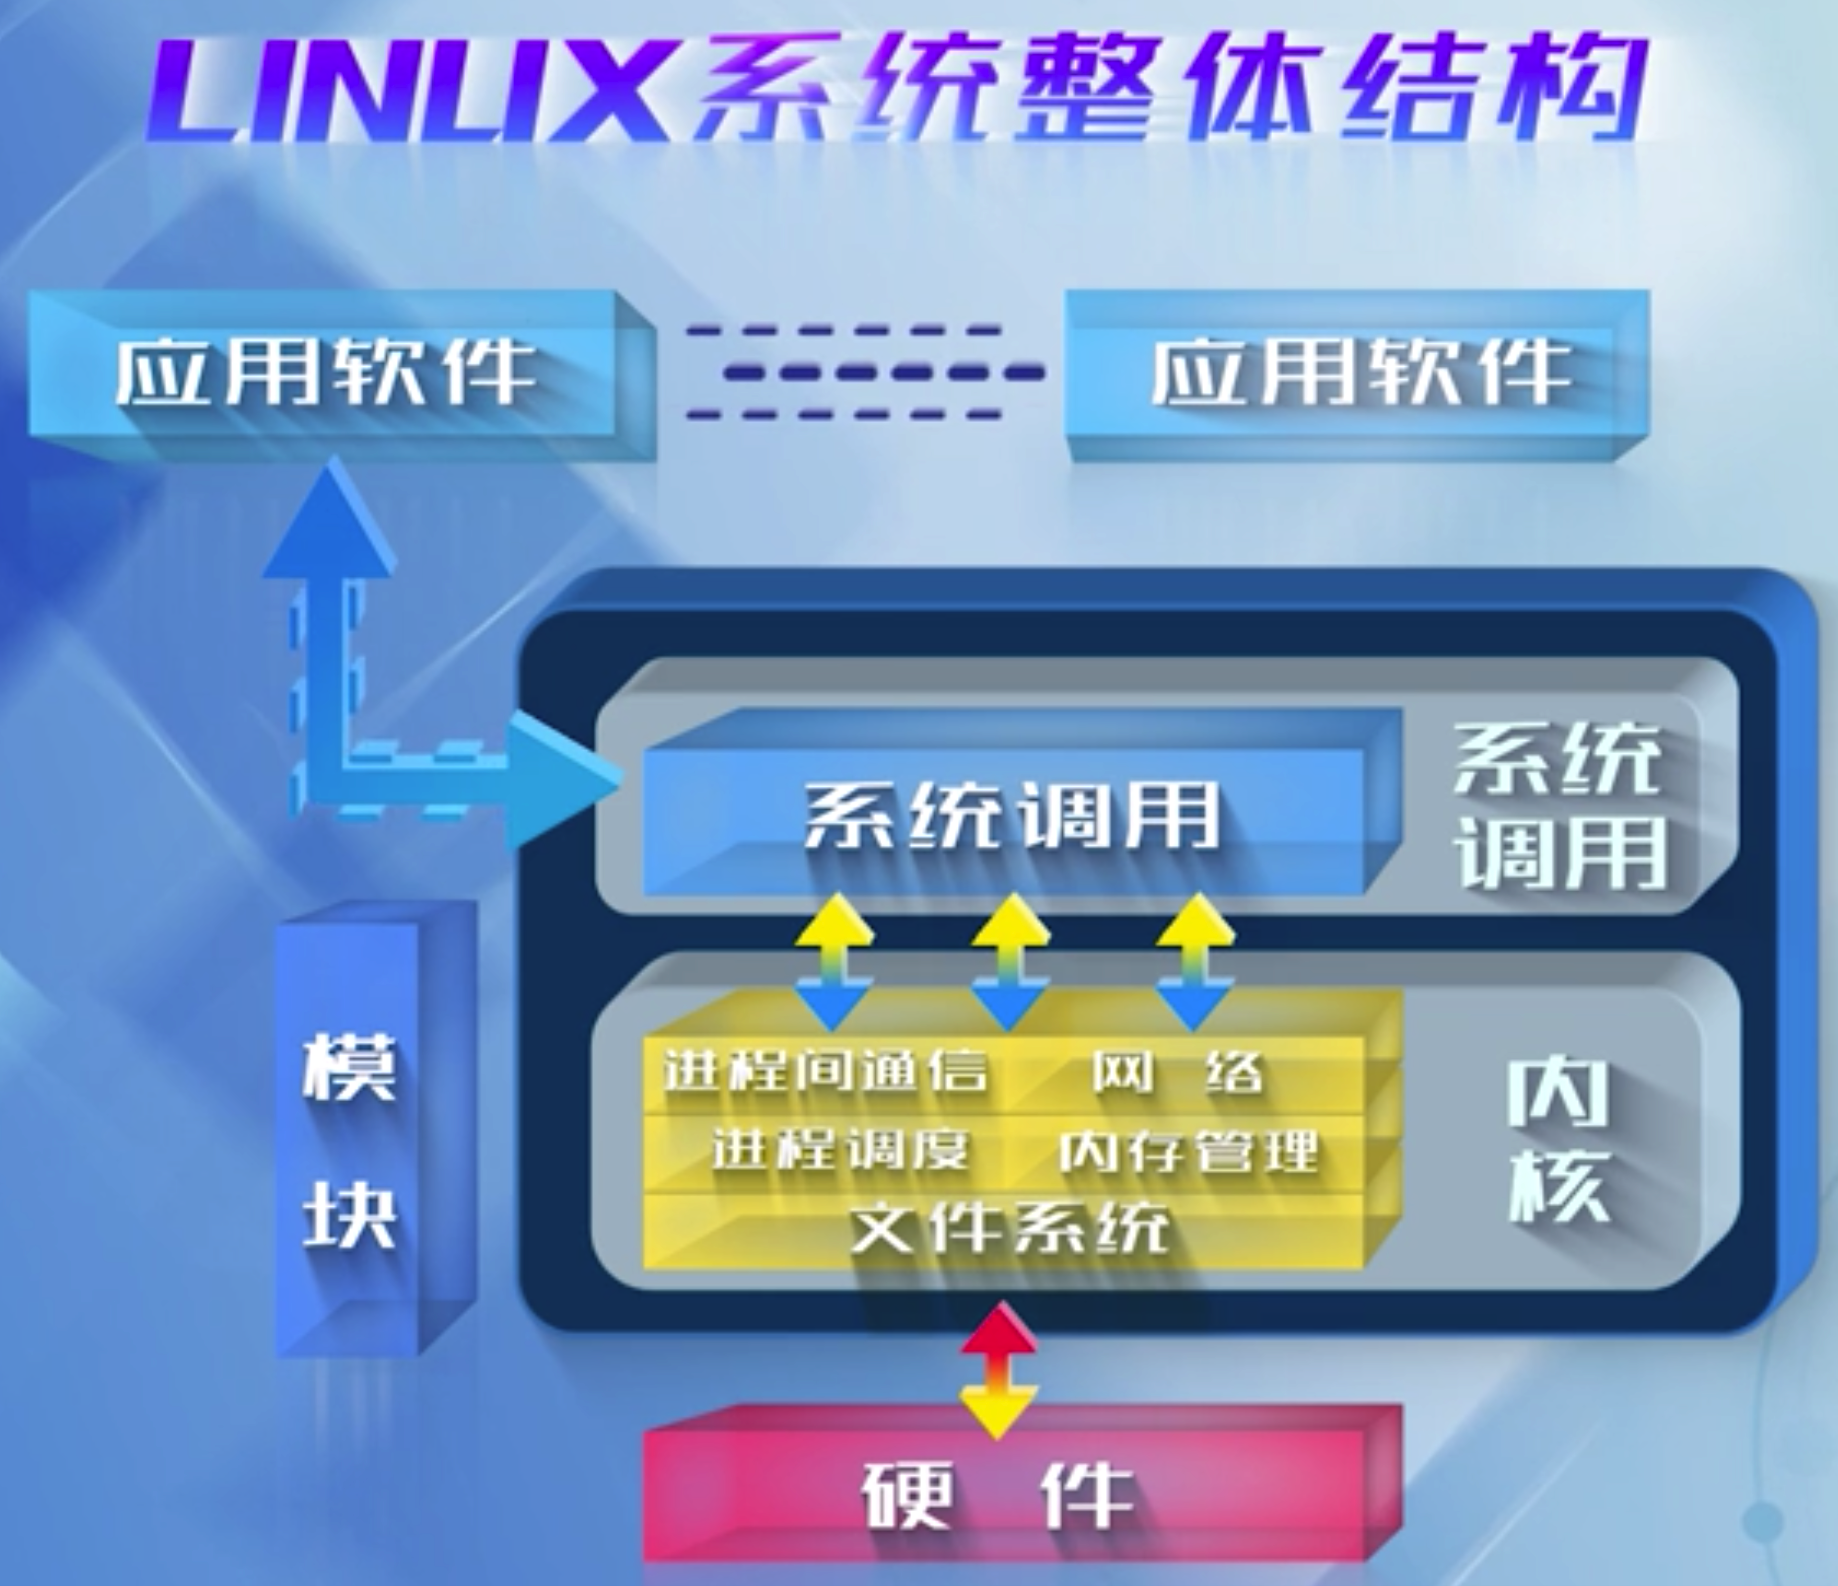 LINUX系统整体结构
应用软件
应用软件
系统调用
系统
调用
模
块
进程间通信
网 络
进程调度
内存管理
文件系统
内
核
硬 件